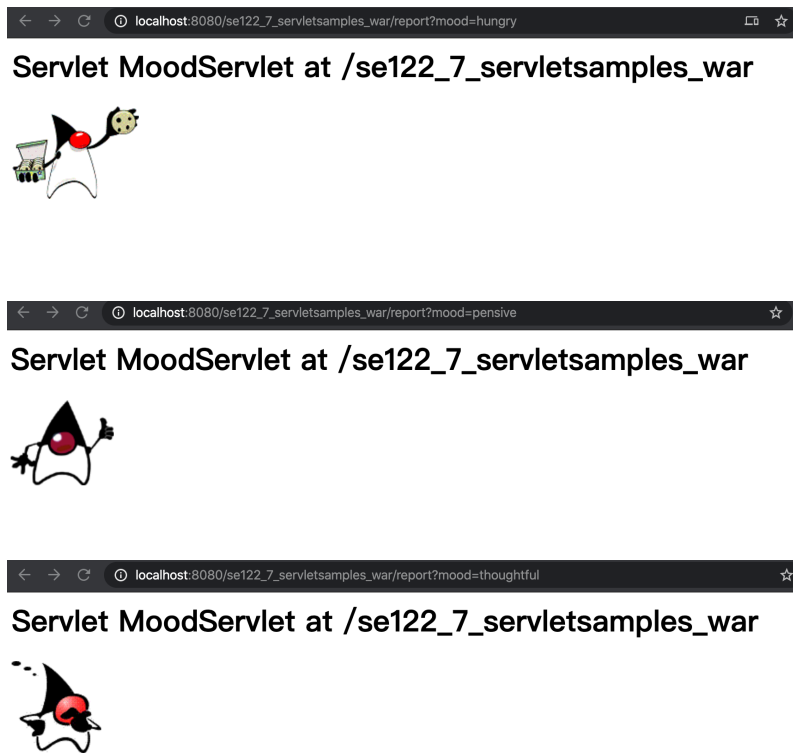 localhost:8080/se122_7_servletsamples_war/report?mood=hungry
Servlet MoodServlet at /se122_7_servletsamples_war
localhost:8080/se122_7_servletsamples_war/report?mood=pensive
Servlet MoodServlet at /se122_7_servletsamples_war
localhost:8080/se122_7_servletsamples_war/report?mood=thoughtful
Servlet MoodServlet at /se122_7_servletsamples_war